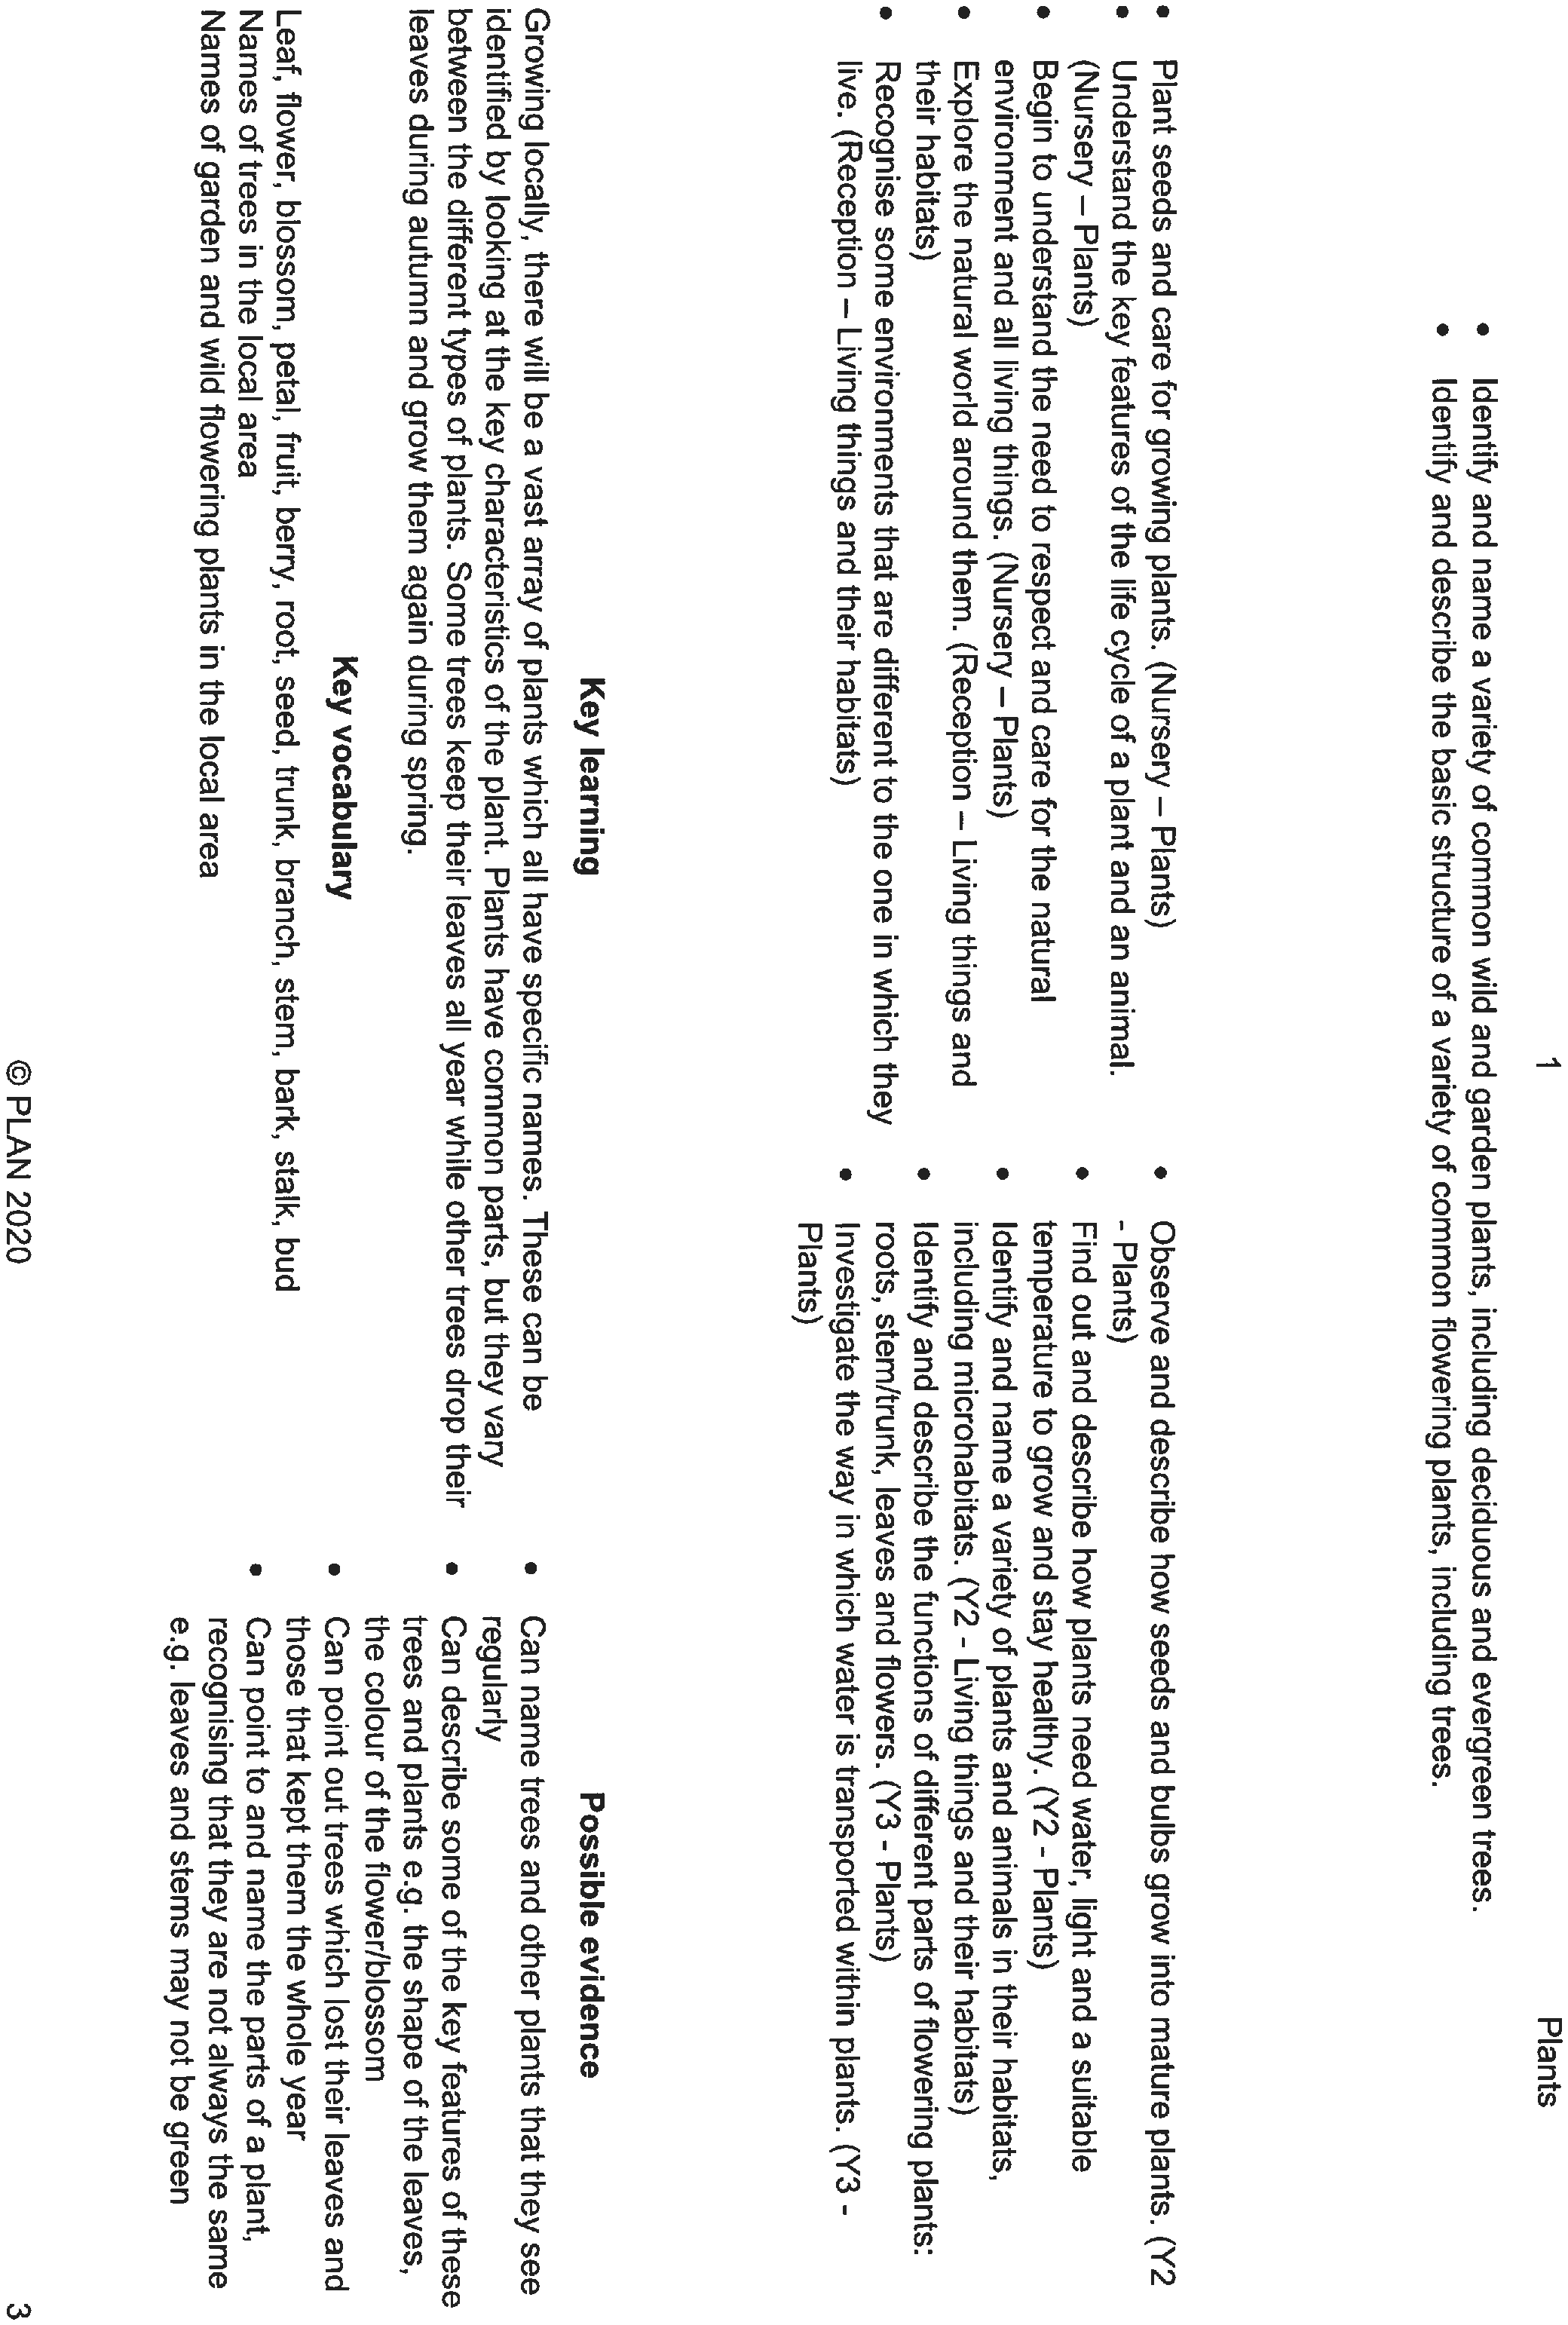 1
Plants
• Identify and name a variety of common wild and garden plants, including deciduous and evergreen trees.
• Identify and describe the basic structure of a variety of common flowering plants, including trees.
• Plant seeds and care for growing plants. (Nursery – Plants)
• Understand the key features of the life cycle of a plant and an animal.
(Nursery – Plants)
• Begin to understand the need to respect and care for the natural
environment and all living things. (Nursery – Plants)
• Explore the natural world around them. (Reception – Living things and
their habitats)
• Recognise some environments that are different to the one in which they
live. (Reception – Living things and their habitats)
• Observe and describe how seeds and bulbs grow into mature plants. (Y2
- Plants)
• Find out and describe how plants need water, light and a suitable
temperature to grow and stay healthy. (Y2 - Plants)
• Identify and name a variety of plants and animals in their habitats,
including microhabitats. (Y2 - Living things and their habitats)
• Identify and describe the functions of different parts of flowering plants:
roots, stem/trunk, leaves and flowers. (Y3 - Plants)
• Investigate the way in which water is transported within plants. (Y3 -
Plants)
Key learning
Growing locally, there will be a vast array of plants which all have specific names. These can be
identified by looking at the key characteristics of the plant. Plants have common parts, but they vary
between the different types of plants. Some trees keep their leaves all year while other trees drop their
leaves during autumn and grow them again during spring.
Key vocabulary
Leaf, flower, blossom, petal, fruit, berry, root, seed, trunk, branch, stem, bark, stalk, bud
Names of trees in the local area
Names of garden and wild flowering plants in the local area
Possible evidence
• Can name trees and other plants that they see
regularly
• Can describe some of the key features of these
trees and plants e.g. the shape of the leaves,
the colour of the flower/blossom
• Can point out trees which lost their leaves and
those that kept them the whole year
• Can point to and name the parts of a plant,
recognising that they are not always the same
e.g. leaves and stems may not be green
© PLAN 2020
3